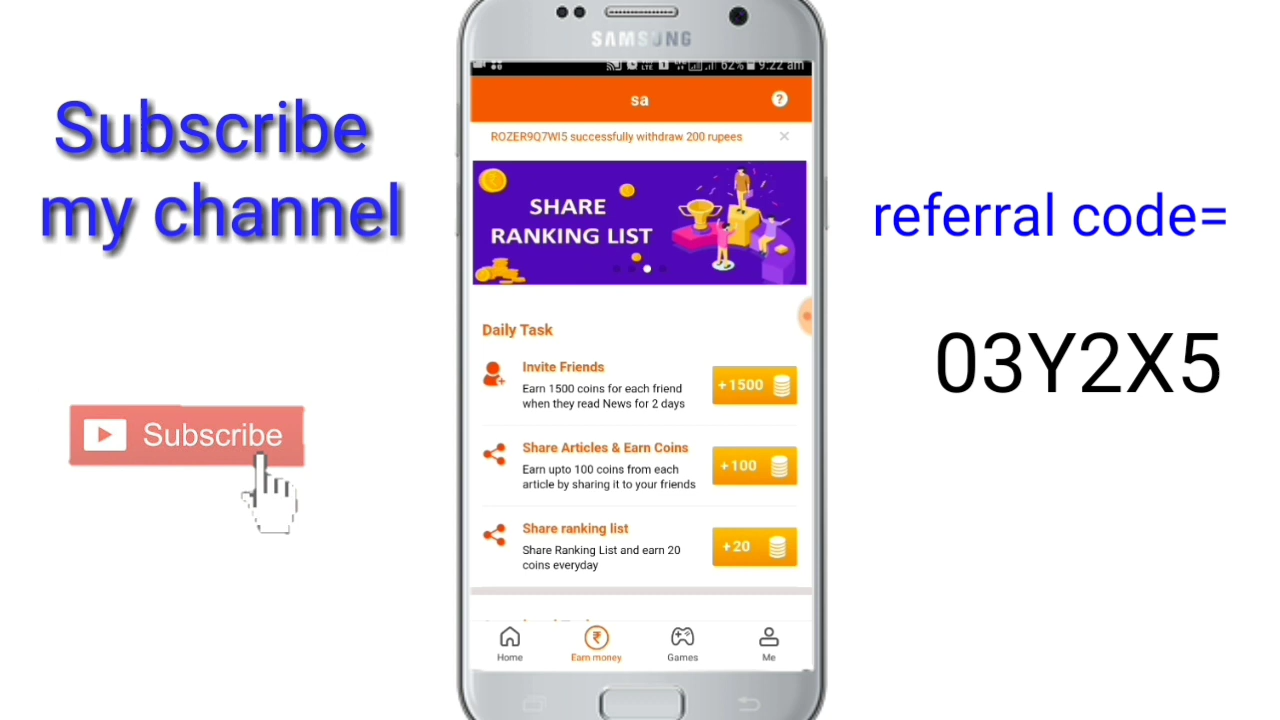 Subscribe
my channel
Subscribe
SAMSUNG
62% 9:22 am
sa
ROZER9Q7WI5 successfully withdraw 200 rupees
SHARE
RANKING LIST
Daily Task
Invite Friends
Earn 1500 coins for each friend
when they read News for 2 days
+1500
Share Articles & Earn Coins
Earn upto 100 coins from each
article by sharing it to your friends
+100
Share ranking list
Share Ranking List and earn 20
coins everyday
+20
Home
Earn money
Games
Me
referral code=
03Y2X5